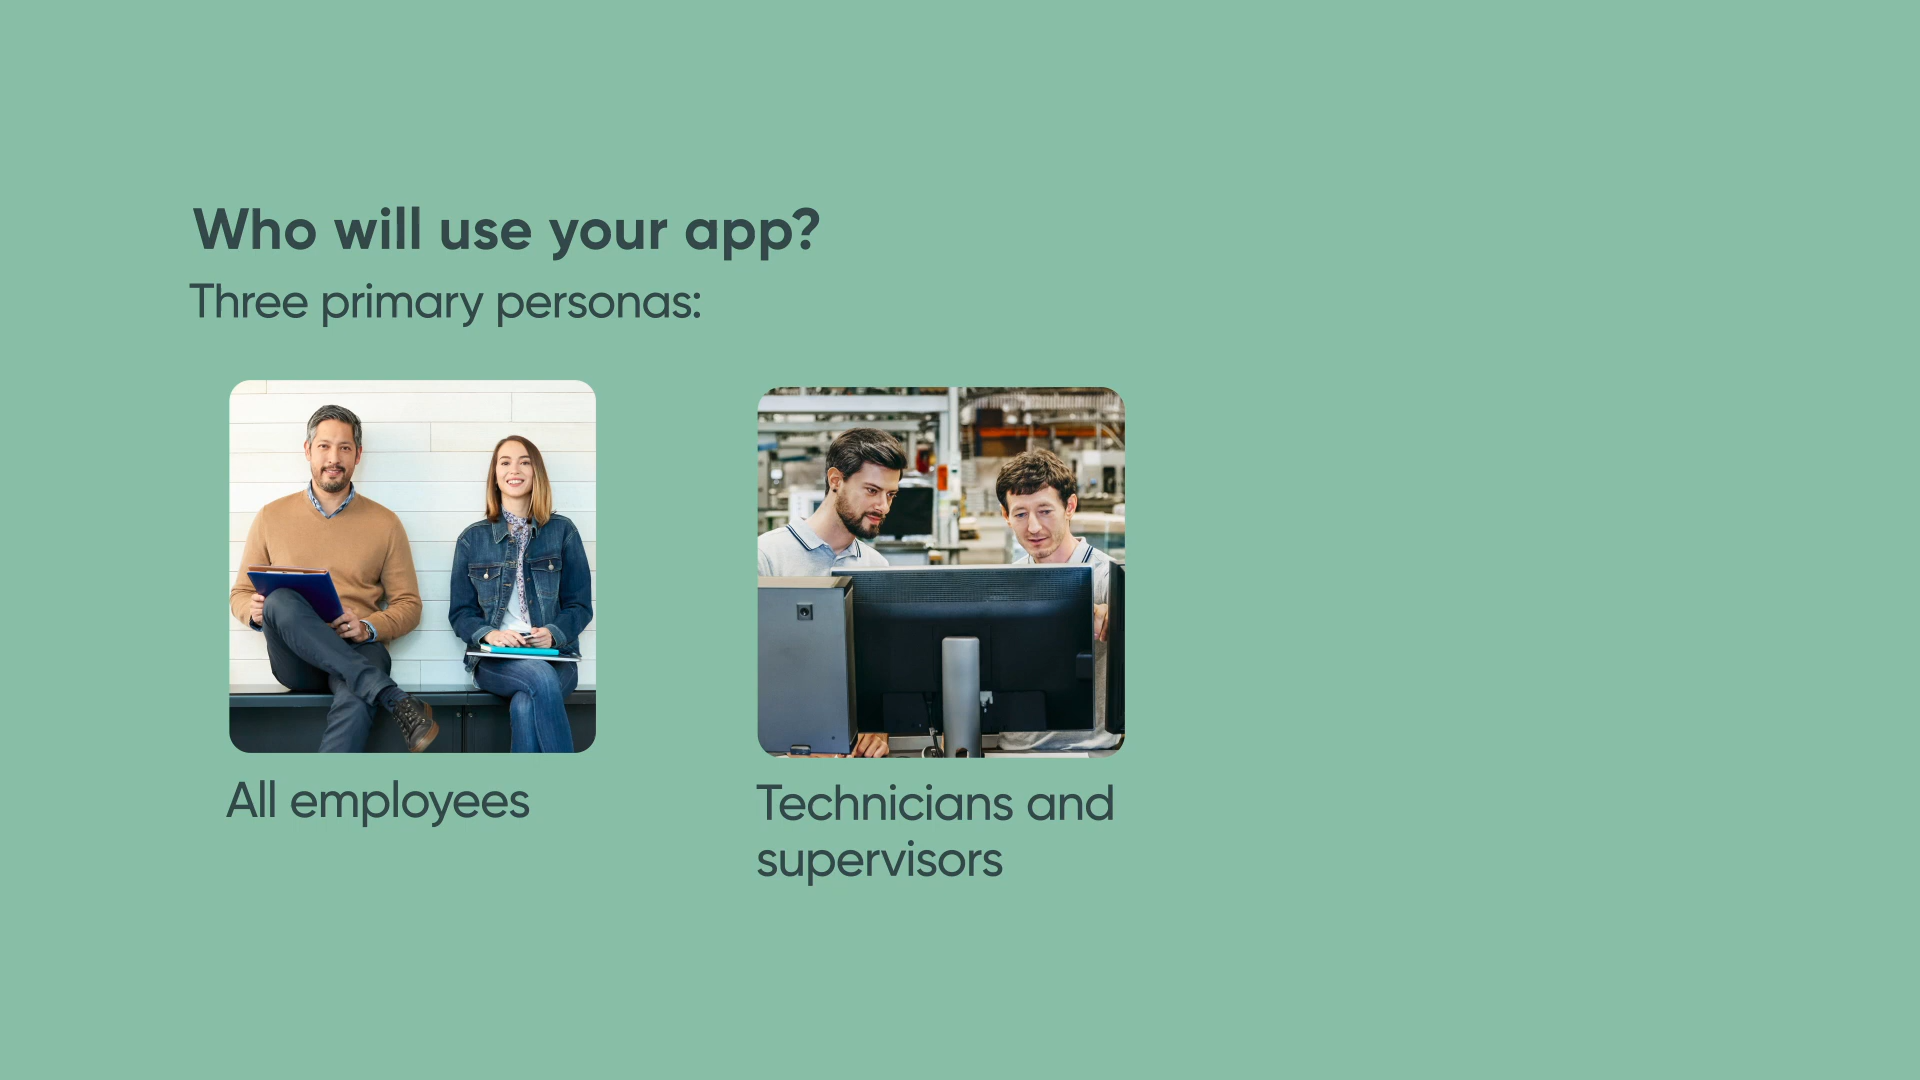 Who will use your app?
Three primary personas:
All employees
Technicians and
supervisors